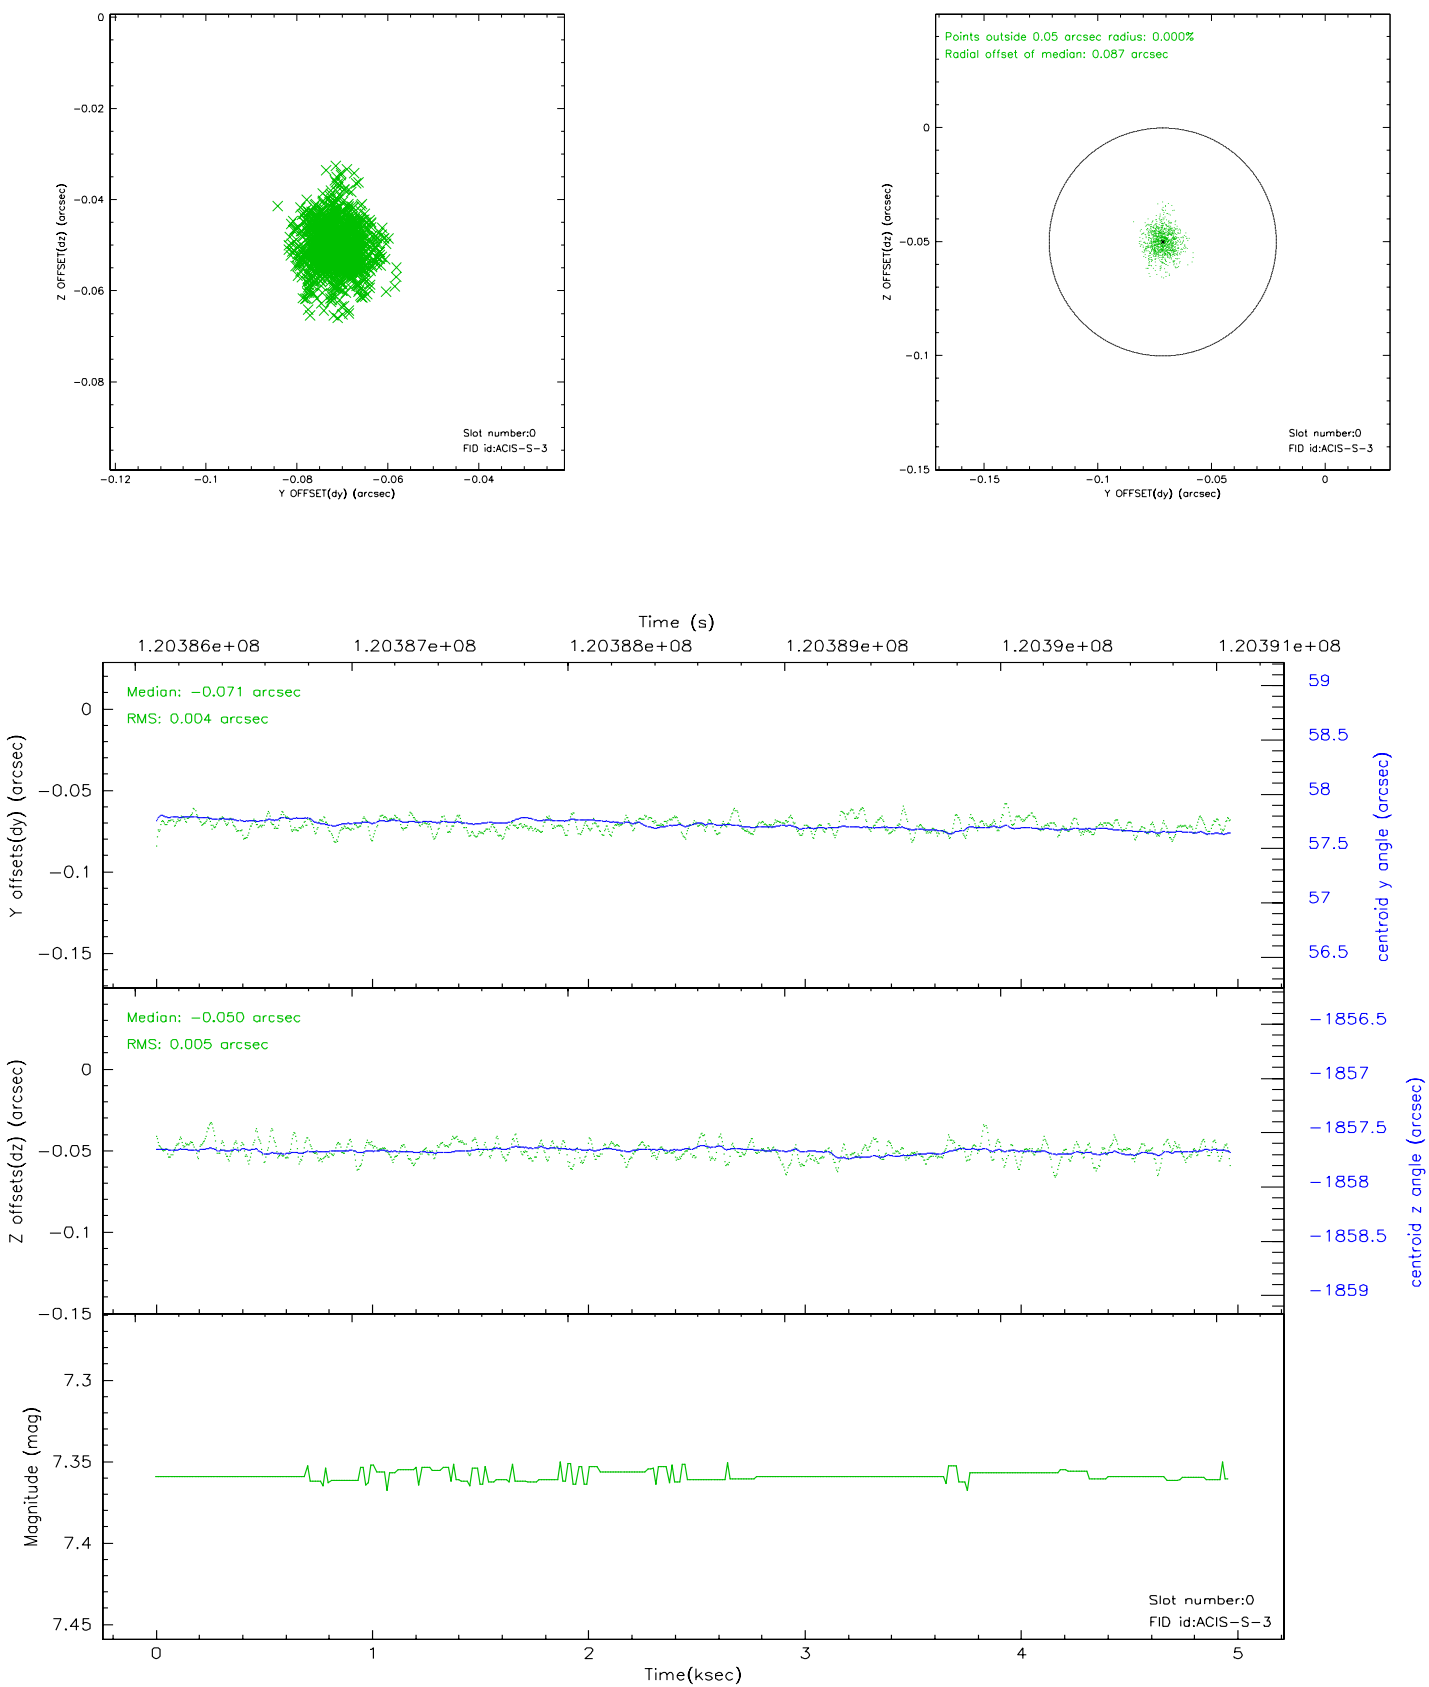 0
-0.02
-0.04
-0.06
-0.08
Z OFFSET(dz) (arcsec)
Slot number:0
FID id:ACIS-S-3
-0.12 -0.1 -0.08 -0.06 -0.04
Y OFFSET(dy) (arcsec)
Points outside 0.05 arcsec radius: 0.000%
Radial offset of median: 0.087 arcsec
0
-0.05
-0.1
-0.15
Z OFFSET(dz) (arcsec)
Slot number:0
FID id:ACIS-S-3
-0.15 -0.1 -0.05 0
Y OFFSET(dy) (arcsec)
Time (s)
1.20386e+08 1.20387e+08 1.20388e+08 1.20389e+08 1.2039e+08 1.20391e+08
Median: -0.071 arcsec
RMS: 0.004 arcsec
0
-0.05
-0.1
-0.15
Y offsets(dy) (arcsec)
59
58.5
58
57.5
57
56.5
centroid y angle (arcsec)
Median: -0.050 arcsec
RMS: 0.005 arcsec
0
-0.05
-0.1
-0.15
Z offsets(dz) (arcsec)
-1856.5
-1857
-1857.5
-1858
-1858.5
-1859
centroid z angle (arcsec)
7.3
7.35
7.4
7.45
Magnitude (mag)
Slot number:0
FID id:ACIS-S-3
0 1 2 3 4 5
Time(ksec)